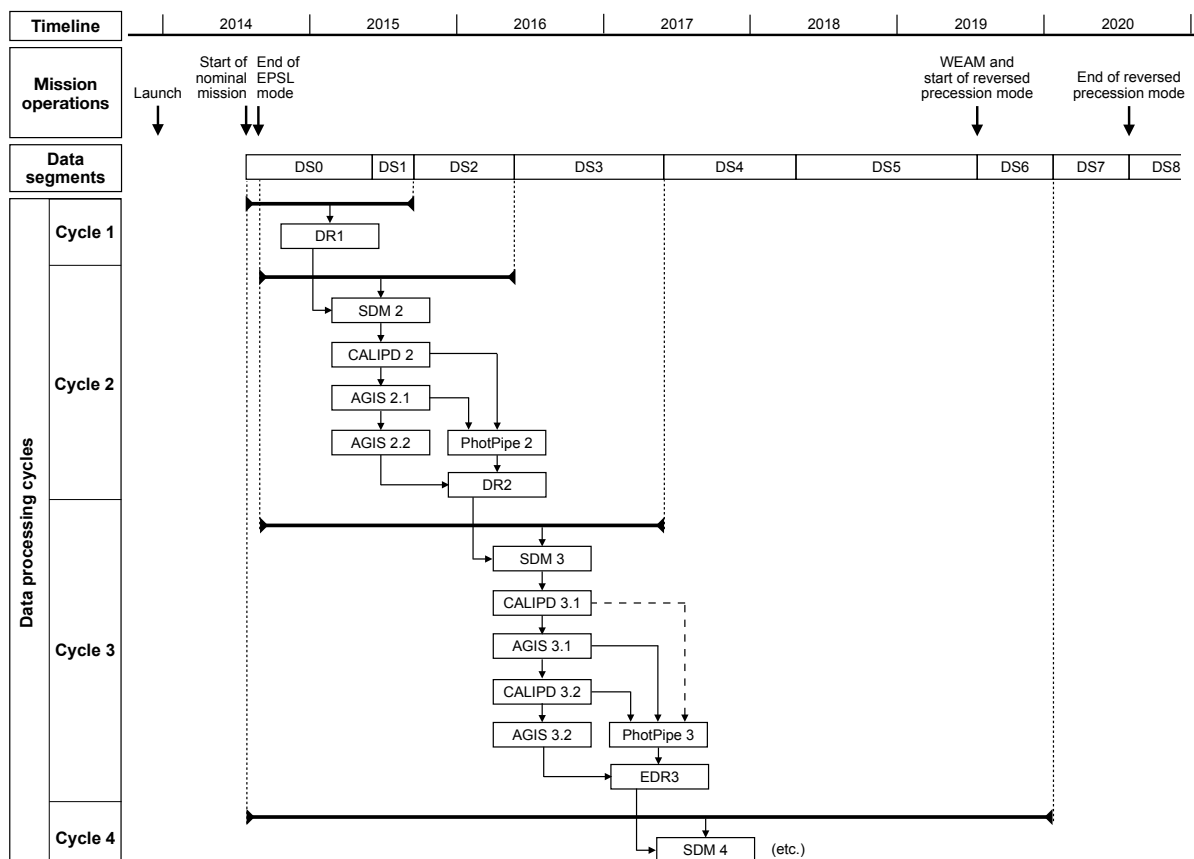 Timeline
2014
2015
2016
2017
2018
2019
2020
Mission
operations
Launch
Start of
nominal
mission
End of
EPSL
mode
WEAM and
start of reversed
precession mode
End of reversed
precession mode
Data
segments
DS0
DS1
DS2
DS3
DS4
DS5
DS6
DS7
DS8
Data processing cycles
Cycle 1
DR1
Cycle 2
SDM 2
CALIPD 2
AGIS 2.1
AGIS 2.2
PhotPipe 2
DR2
Cycle 3
SDM 3
CALIPD 3.1
AGIS 3.1
CALIPD 3.2
AGIS 3.2
PhotPipe 3
EDR3
Cycle 4
SDM 4
(etc.)